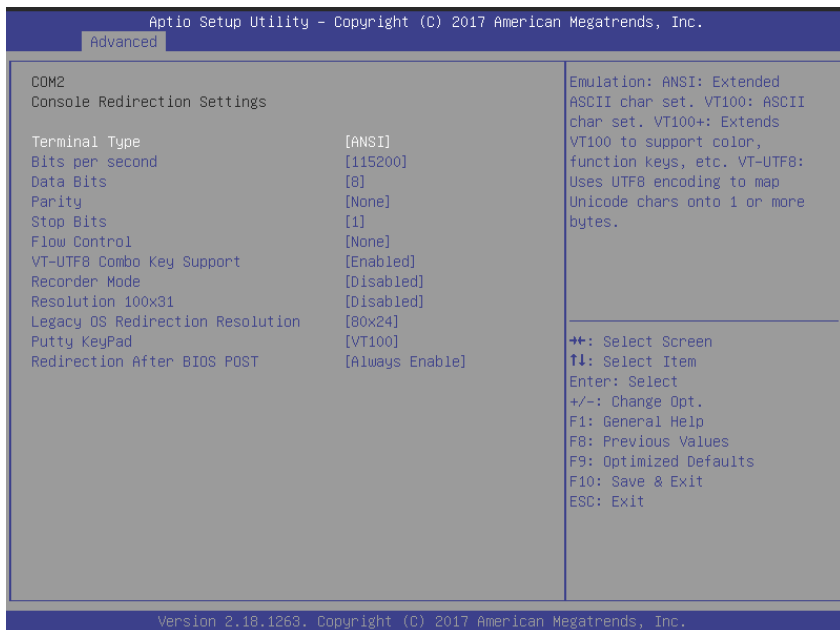 Aptio Setup Utility – Copyright (C) 2017 American Megatrends, Inc.
Advanced
COM2
Console Redirection Settings
Terminal Type [ANSI]
Bits per second [115200]
Data Bits [8]
Parity [None]
Stop Bits [1]
Flow Control [None]
VT-UTF8 Combo Key Support [Enabled]
Recorder Mode [Disabled]
Resolution 100x31 [Disabled]
Legacy OS Redirection Resolution [80x24]
Putty KeyPad [VT100]
Redirection After BIOS POST [Always Enable]
Emulation: ANSI: Extended
ASCII char set. VT100: ASCII
char set. VT100+: Extends
VT100 to support color,
function keys, etc. VT-UTF8:
Uses UTF8 encoding to map
Unicode chars onto 1 or more
bytes.
→←: Select Screen
↑↓: Select Item
Enter: Select
+/-: Change Opt.
F1: General Help
F8: Previous Values
F9: Optimized Defaults
F10: Save & Exit
ESC: Exit
Version 2.18.1263. Copyright (C) 2017 American Megatrends, Inc.